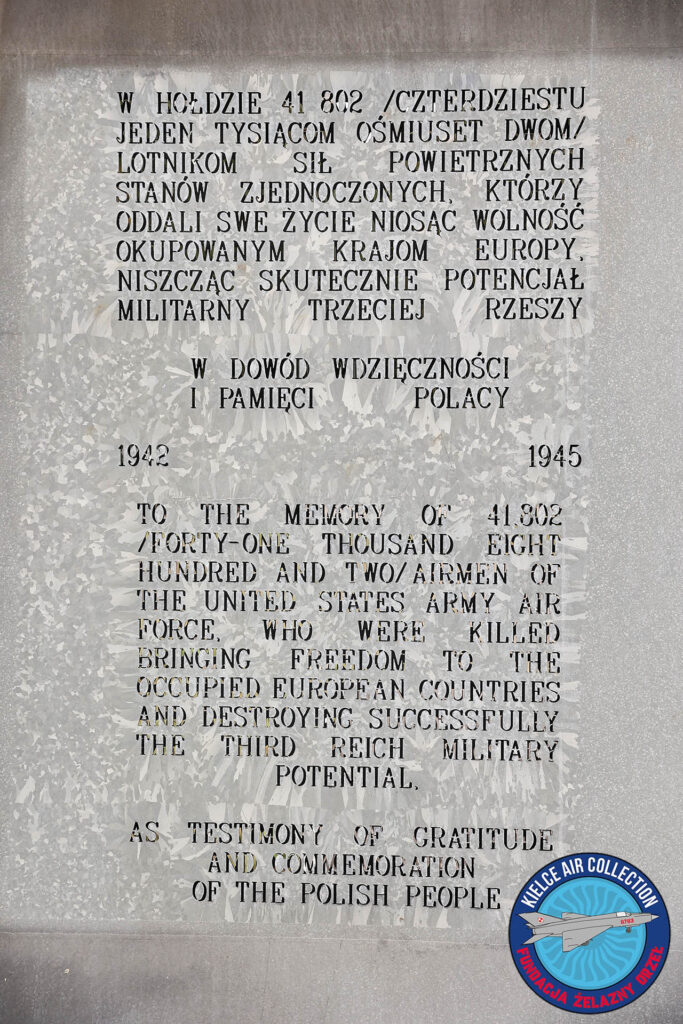 W HOŁDZIE 41 802 /CZTERDZIESTU
JEDEN TYSIĄCOM OŚMIUSET DWOM/
LOTNIKOM SIŁ POWIETRZNYCH
STANÓW ZJEDNOCZONYCH, KTÓRZY
ODDALI SWE ŻYCIE NIOSĄC WOLNOŚĆ
OKUPOWANYM KRAJOM EUROPY,
NISZCZĄC SKUTECZNIE POTENCJAŁ
MILITARNY TRZECIEJ RZESZY
W DOWÓD WDZIĘCZNOŚCI
I PAMIĘCI POLACY
1942 1945
TO THE MEMORY OF 41,802
/FORTY-ONE THOUSAND EIGHT
HUNDRED AND TWO/AIRMEN OF
THE UNITED STATES ARMY AIR
FORCE, WHO WERE KILLED
BRINGING FREEDOM TO THE
OCCUPIED EUROPEAN COUNTRIES
AND DESTROYING SUCCESSFULLY
THE THIRD REICH MILITARY
POTENTIAL,
AS TESTIMONY OF GRATITUDE
AND COMMEMORATION
OF THE POLISH PEOPLE
KIELCE AIR COLLECTION
FUNDACJA ŻELAZNY ORZEŁ